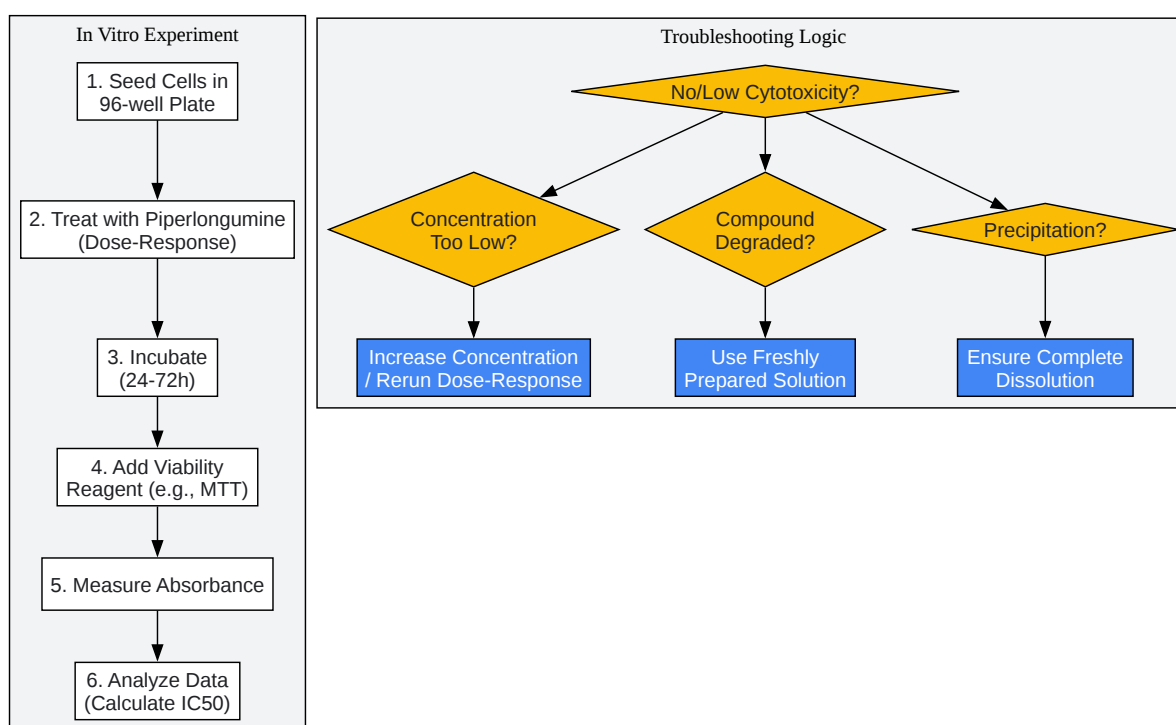 In Vitro Experiment
1. Seed Cells in
96-well Plate
2. Treat with Piperlongumine
(Dose-Response)
3. Incubate
(24-72h)
4. Add Viability
Reagent (e.g., MTT)
5. Measure Absorbance
6. Analyze Data
(Calculate IC50)
Troubleshooting Logic
No/Low Cytotoxicity?
Concentration
Too Low?
Compound
Degraded?
Precipitation?
Increase Concentration
/ Rerun Dose-Response
Use Freshly
Prepared Solution
Ensure Complete
Dissolution